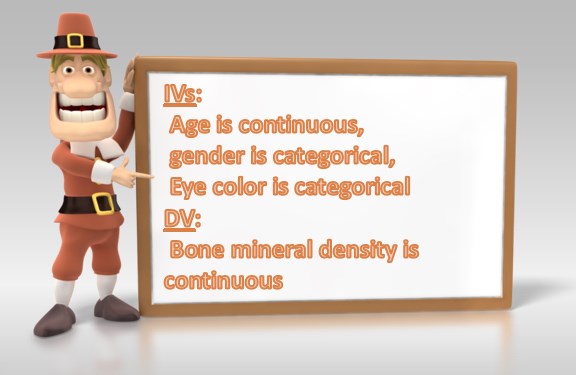 IVs:
Age is continuous,
gender is categorical,
Eye color is categorical
DV:
Bone mineral density is
continuous